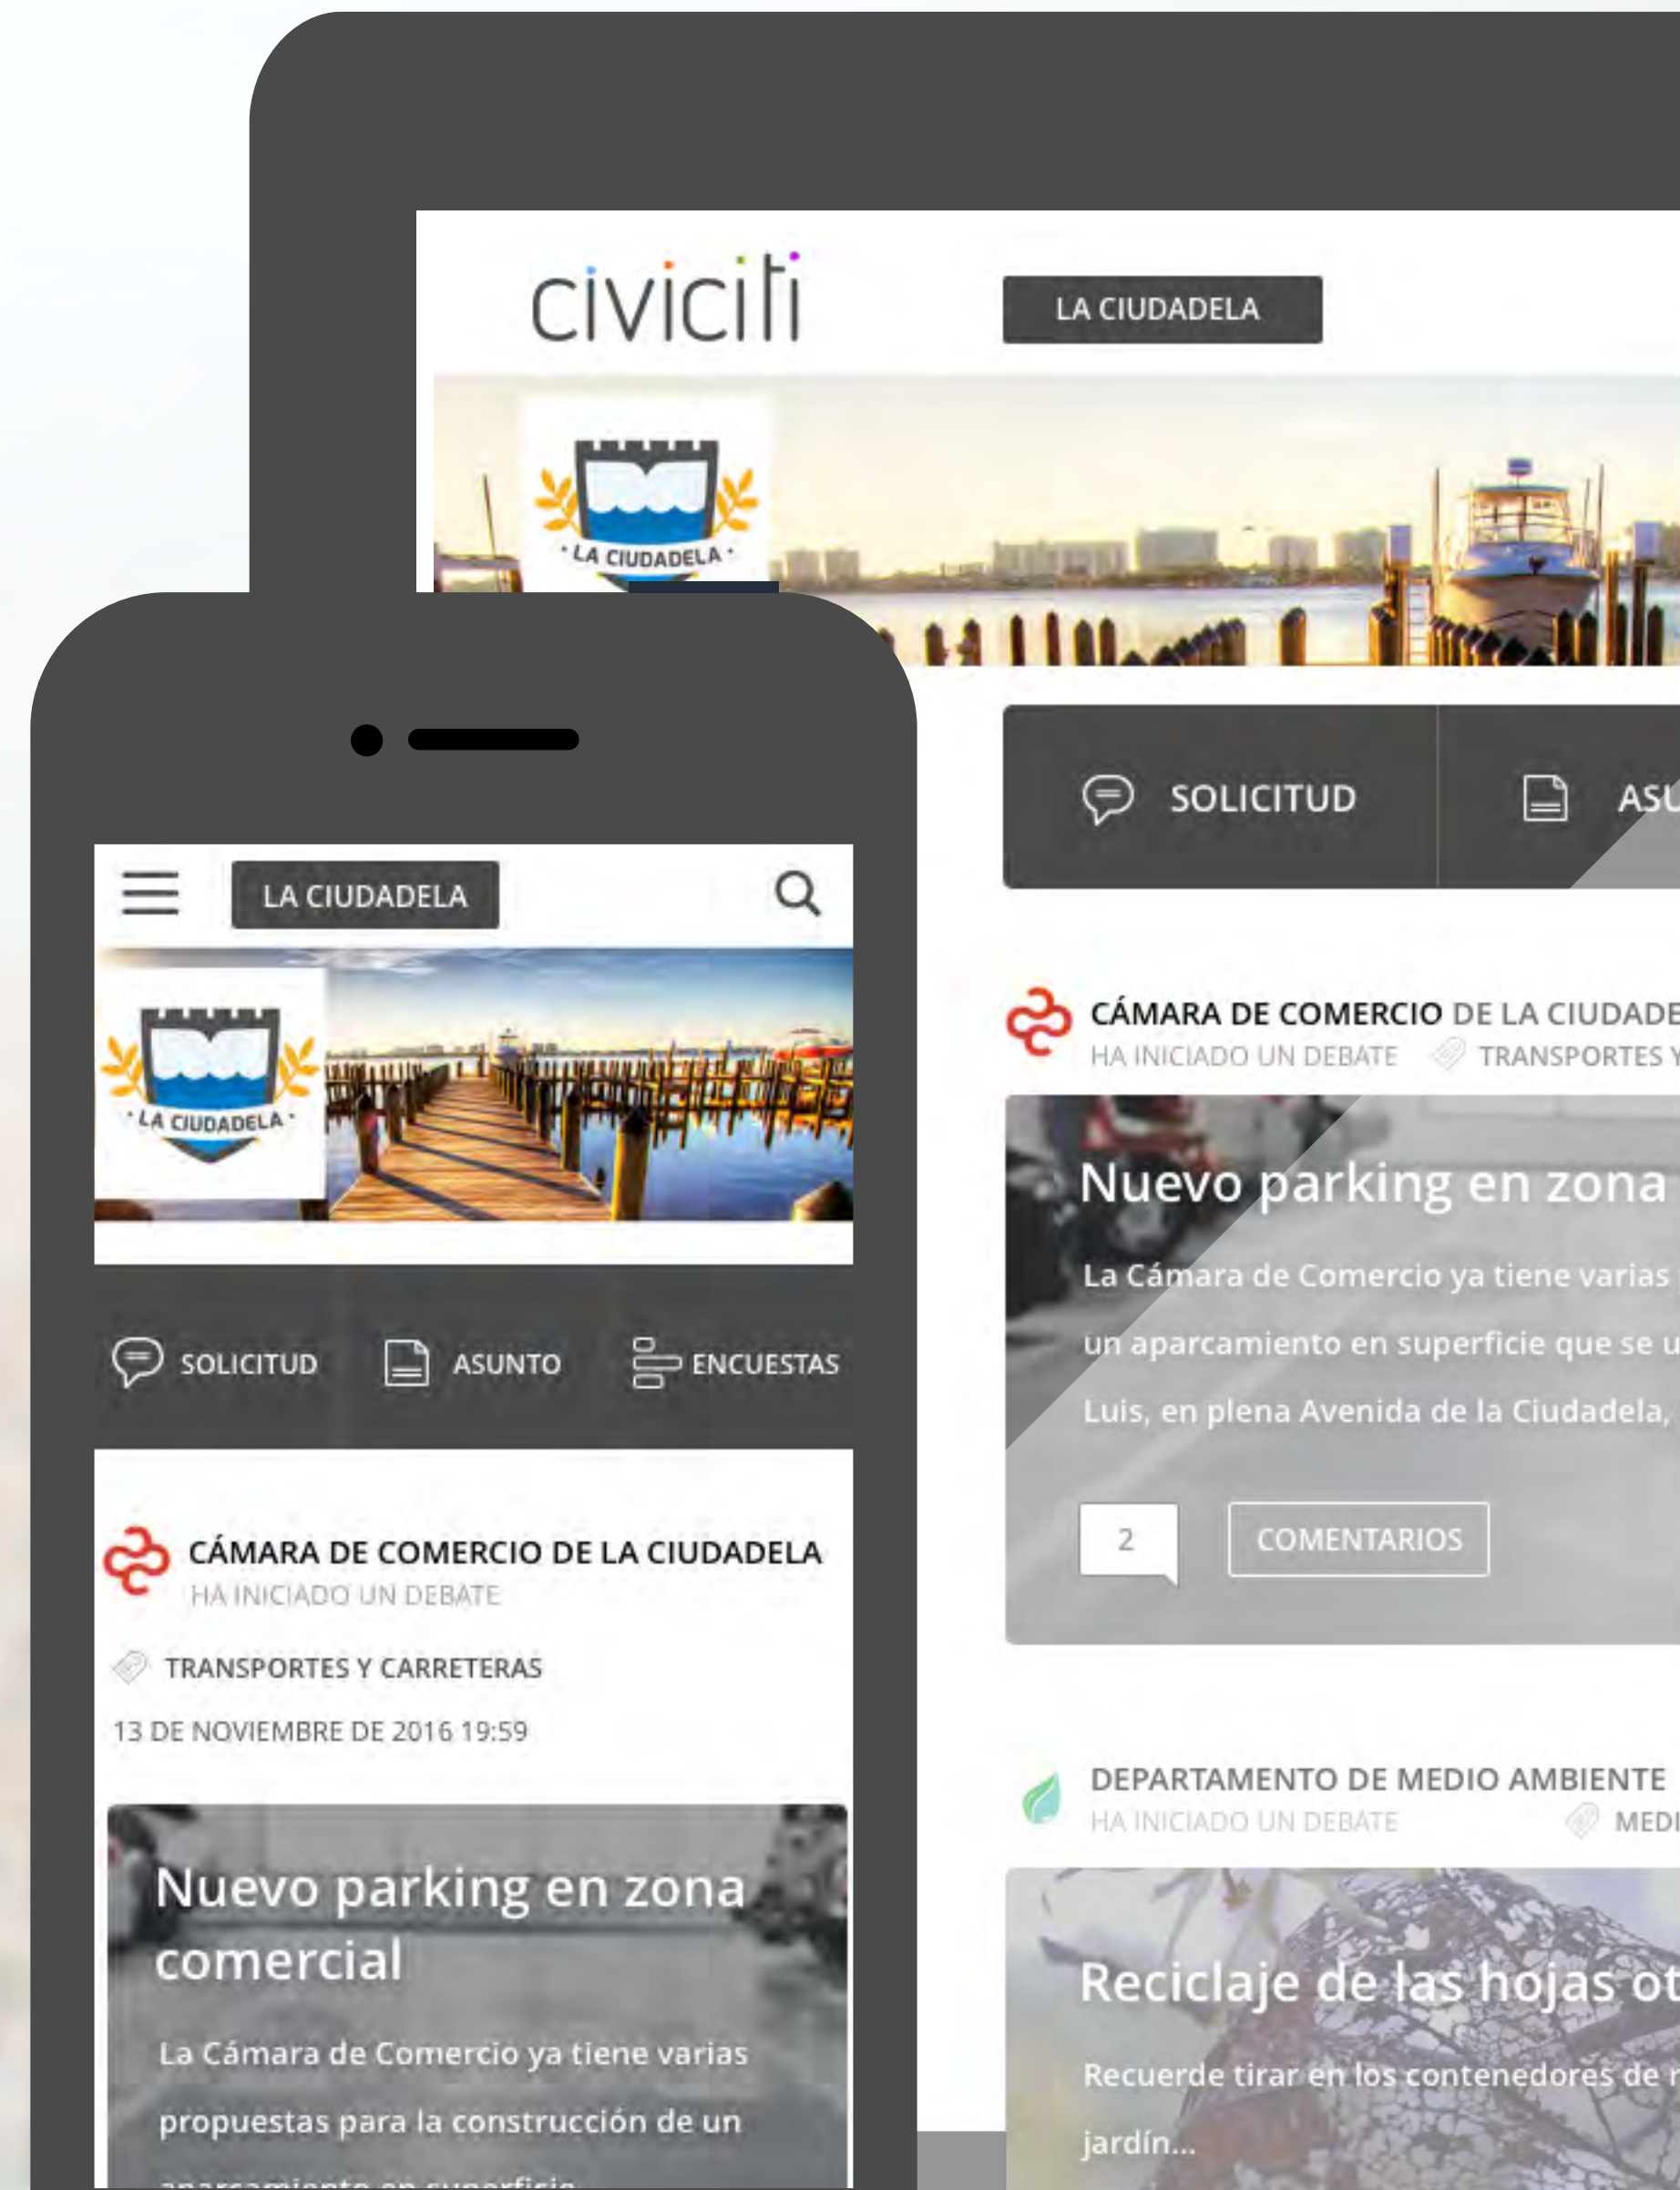 civiciti
LA CIUDADELA
· LA CIUDADELA ·
SOLICITUD
CÁMARA DE COMERCIO DE LA
HA INICIADO UN DEBATE
TRANSPORTES
Nuevo parking en zona
La Cámara de Comercio ya tiene varias
un aparcamiento en superficie que se
Luis, en plena Avenida de la Ciudadela,
2
COMENTARIOS
DEPARTAMENTO DE MEDIO AMBIENTE
HA INICIADO UN DEBATE
Reciclaje de las hojas
Recuerde tirar en los contenedores de
jardín...
LA CIUDADELA
· LA CIUDADELA ·
SOLICITUD
ASUNTO
ENCUESTAS
CÁMARA DE COMERCIO DE LA CIUDADELA
HA INICIADO UN DEBATE
TRANSPORTES Y CARRETERAS
13 DE NOVIEMBRE DE 2016 19:59
Nuevo parking en zona
comercial
La Cámara de Comercio ya tiene varias
propuestas para la construcción de un
aparcamiento en superficie